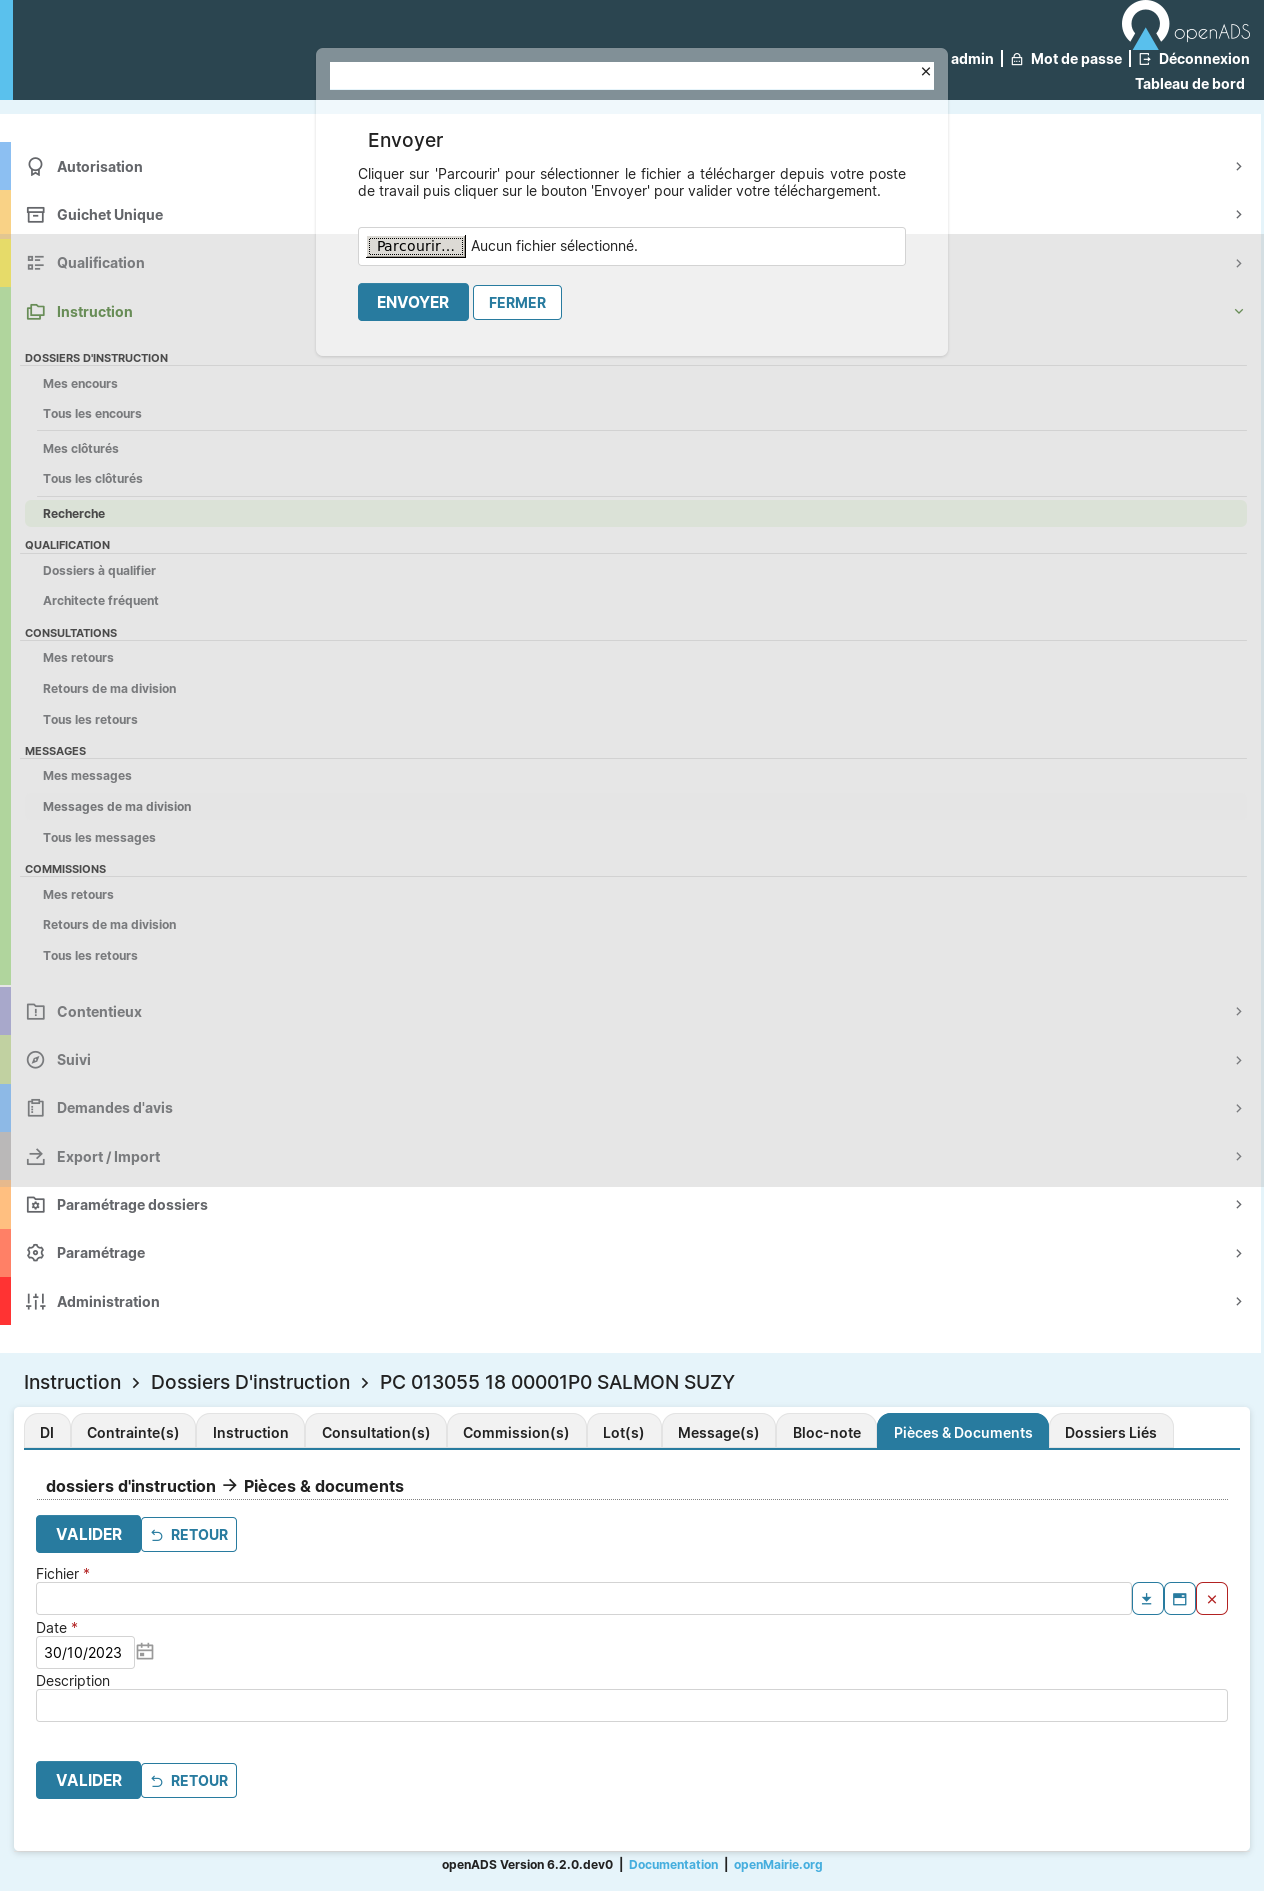 openADS
admin
Mot de passe
Déconnexion
Tableau de bord
Envoyer
Cliquer sur 'Parcourir' pour sélectionner le fichier a télécharger depuis votre poste
de travail puis cliquer sur le bouton 'Envoyer' pour valider votre téléchargement.
Parcourir... Aucun fichier sélectionné.
ENVOYER FERMER
Autorisation
Guichet Unique
Qualification
Instruction
DOSSIERS D'INSTRUCTION
Mes encours
Tous les encours
Mes clôturés
Tous les clôturés
Recherche
QUALIFICATION
Dossiers à qualifier
Architecte fréquent
CONSULTATIONS
Mes retours
Retours de ma division
Tous les retours
MESSAGES
Mes messages
Messages de ma division
Tous les messages
COMMISSIONS
Mes retours
Retours de ma division
Tous les retours
Contentieux
Suivi
Demandes d'avis
Export / Import
Paramétrage dossiers
Paramétrage
Administration
Instruction > Dossiers D'instruction > PC 013055 18 00001P0 SALMON SUZY
DI Contrainte(s) Instruction Consultation(s) Commission(s) Lot(s) Message(s) Bloc-note Pièces & Documents Dossiers Liés
dossiers d'instruction → Pièces & documents
VALIDER RETOUR
Fichier *
Date *
30/10/2023
Description
VALIDER RETOUR
openADS Version 6.2.0.dev0 | Documentation | openMairie.org